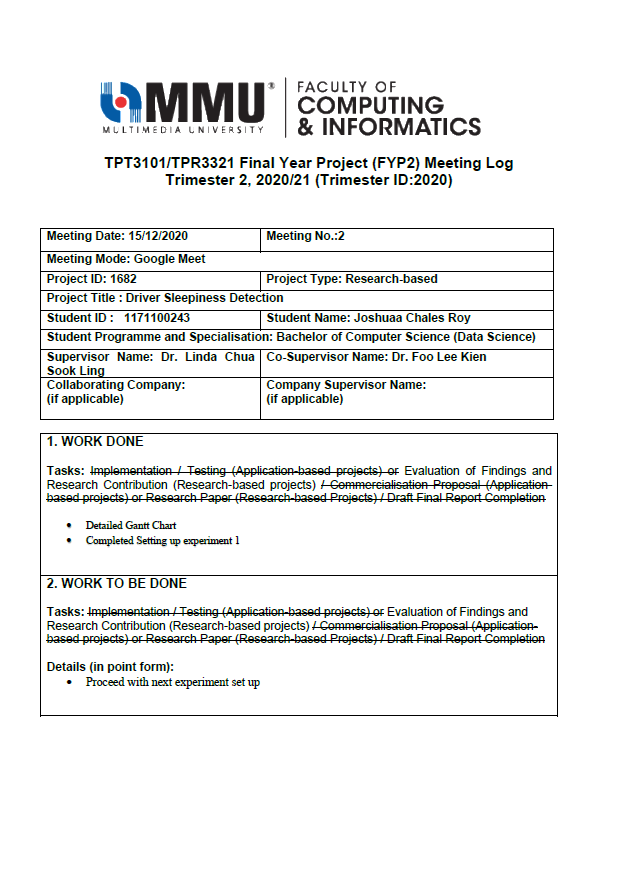 MMU®
MULTIMEDIA UNIVERSITY
FACULTY OF
COMPUTING
& INFORMATICS
TPT3101/TPR3321 Final Year Project (FYP2) Meeting Log
Trimester 2, 2020/21 (Trimester ID:2020)
Meeting Date: 15/12/2020 Meeting No.:2
Meeting Mode: Google Meet
Project ID: 1682 Project Type: Research-based
Project Title : Driver Sleepiness Detection
Student ID : 1171100243 Student Name: Joshuaa Chales Roy
Student Programme and Specialisation: Bachelor of Computer Science (Data Science)
Supervisor Name: Dr. Linda Chua Co-Supervisor Name: Dr. Foo Lee Kien
Sook Ling
Collaborating Company: Company Supervisor Name:
(if applicable) (if applicable)
1. WORK DONE
Tasks: Implementation / Testing (Application-based projects) or Evaluation of Findings and
Research Contribution (Research-based projects) / Commercialisation Proposal (Application-
based projects) or Research Paper (Research-based Projects) / Draft Final Report Completion
• Detailed Gantt Chart
• Completed Setting up experiment 1
2. WORK TO BE DONE
Tasks: Implementation / Testing (Application-based projects) or Evaluation of Findings and
Research Contribution (Research-based projects) / Commercialisation Proposal (Application-
based projects) or Research Paper (Research-based Projects) / Draft Final Report Completion
Details (in point form):
• Proceed with next experiment set up